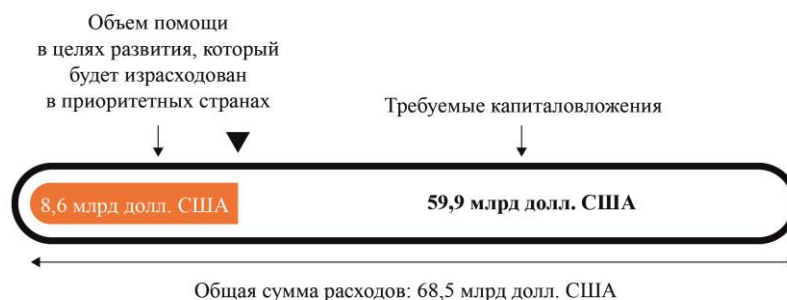 Объем помощи
в целях развития, который
будет израсходован
в приоритетных странах
Требуемые капиталовложения
8,6 млрд долл. США
59,9 млрд долл. США
Общая сумма расходов: 68,5 млрд долл. США